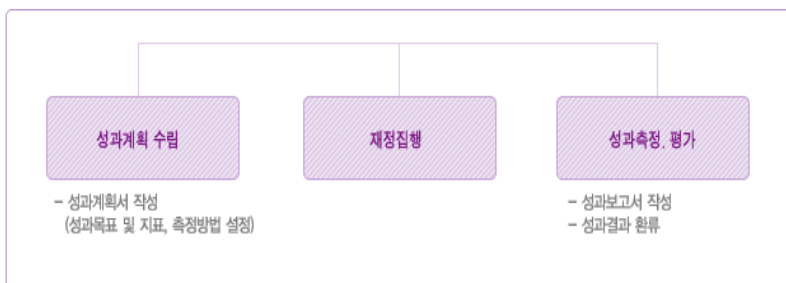 성과계획 수립
재정집행
성과측정, 평가
- 성과계획서 작성
(성과목표 및 지표, 측정방법 설정)
- 성과보고서 작성
- 성과결과 환류